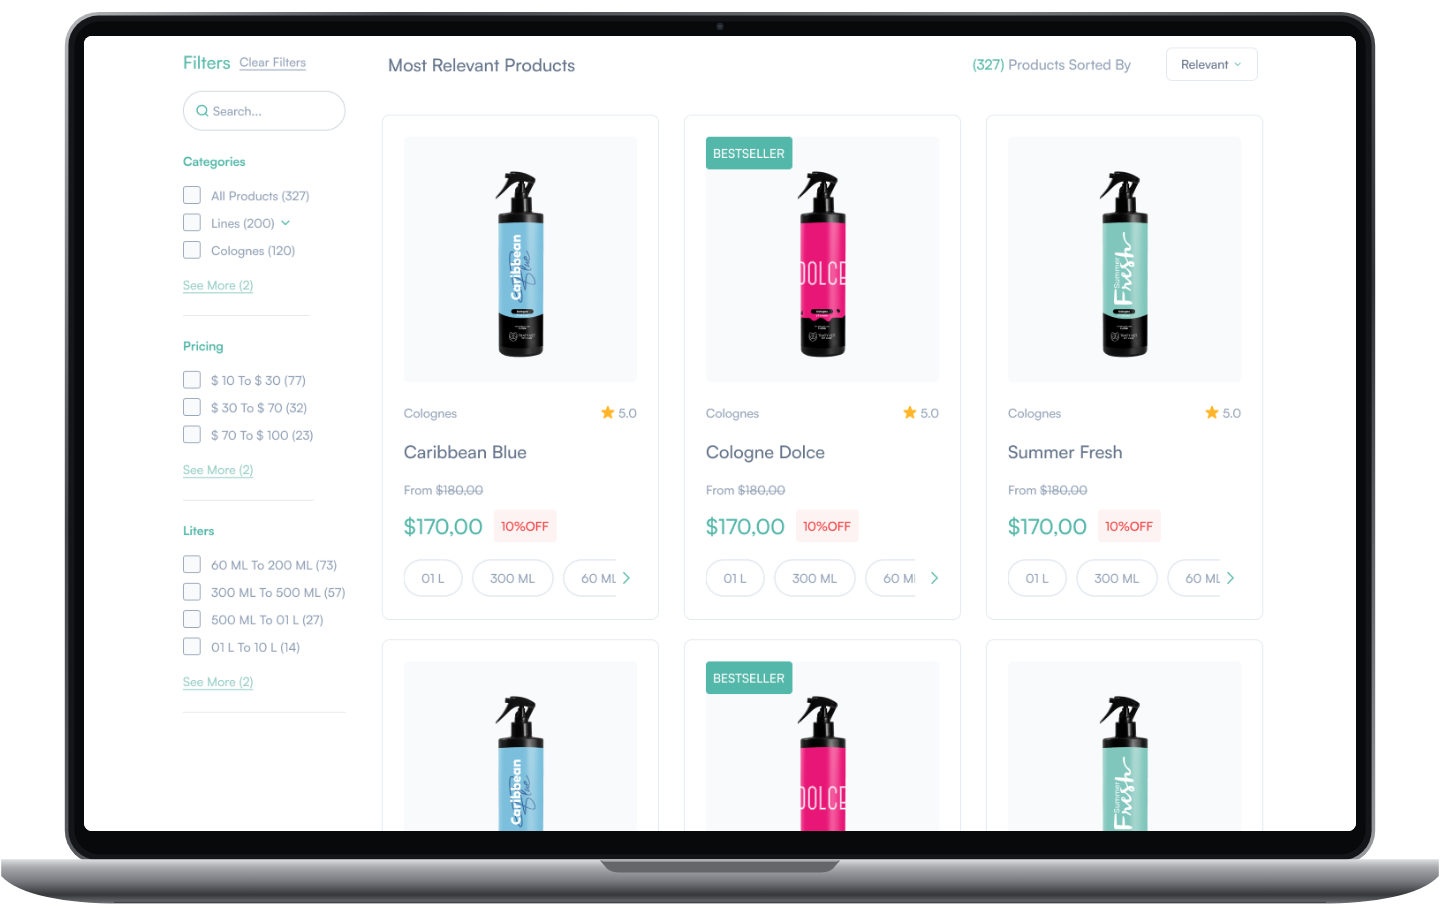 Filters Clear Filters
Most Relevant Products
(327) Products Sorted By
Relevant
Search...
Categories
All Products (327)
Lines (200)
Colognes (120)
See More (2)
Pricing
$ 10 To $ 30 (77)
$ 30 To $ 70 (32)
$ 70 To $ 100 (23)
See More (2)
Liters
60 ML To 200 ML (73)
300 ML To 500 ML (57)
500 ML To 01 L (27)
01 L To 10 L (14)
See More (2)
Caribbean
Blue
Colognes 5.0
Caribbean Blue
From $180,00
$170,00 10%OFF
01 L 300 ML 60 ML
BESTSELLER
DOLCE
Colognes 5.0
Cologne Dolce
From $180,00
$170,00 10%OFF
01 L 300 ML 60 ML
Summer
Fresh
Colognes 5.0
Summer Fresh
From $180,00
$170,00 10%OFF
01 L 300 ML 60 ML
Caribbean
Blue
BESTSELLER
DOLCE
Summer
Fresh